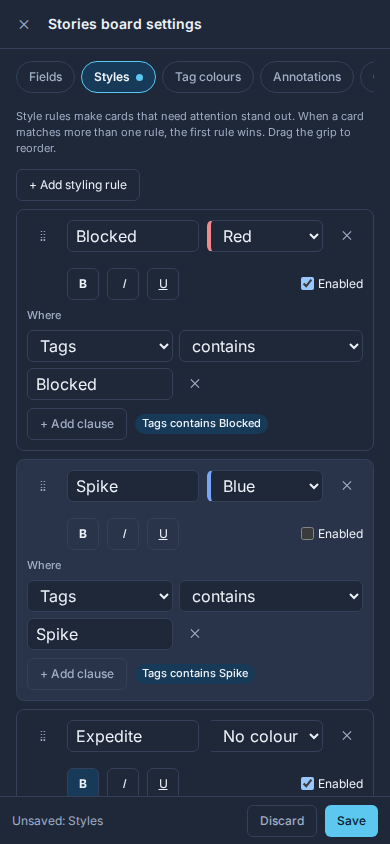 Stories board settings
Fields
Styles
Tag colours
Annotations
Style rules make cards that need attention stand out. When a card
matches more than one rule, the first rule wins. Drag the grip to
reorder.
+ Add styling rule
Blocked
Red
B
I
U
Enabled
Where
Tags
contains
Blocked
+ Add clause
Tags contains Blocked
Spike
Blue
B
I
U
Enabled
Where
Tags
contains
Spike
+ Add clause
Tags contains Spike
Expedite
No colour
B
I
U
Enabled
Unsaved: Styles
Discard
Save